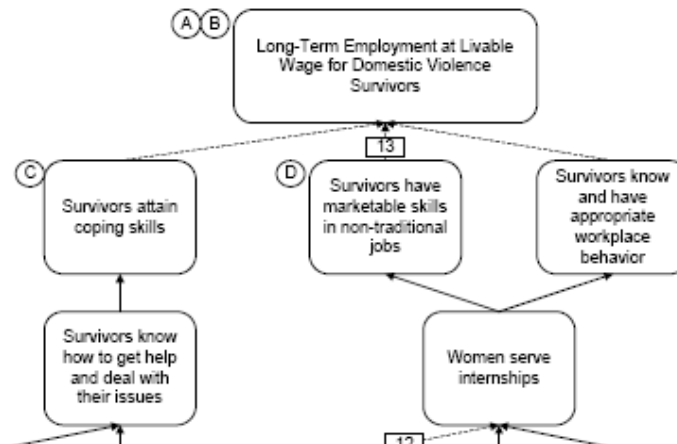 A B
Long-Term Employment at Livable
Wage for Domestic Violence
Survivors
13
C
Survivors attain
coping skills
D
Survivors have
marketable skills
in non-traditional
jobs
Survivors know
and have
appropriate
workplace
behavior
Survivors know
how to get help
and deal with
their issues
Women serve
internships
12